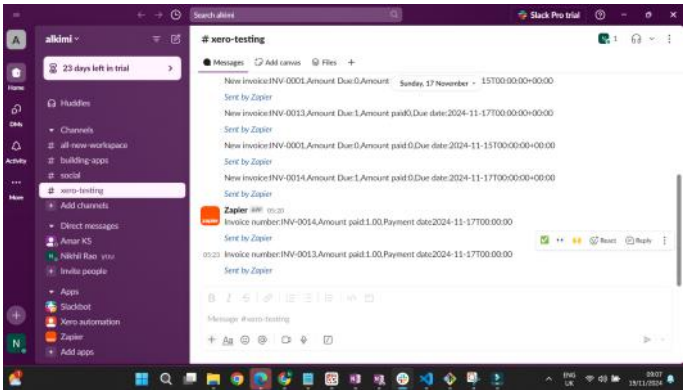 Search alkimi
Slack Pro trial
A
alkimi
23 days left in trial
Home
DMs
Activity
More
Huddles
Channels
# all-new-workspace
# building-apps
# social
# xero-testing
+ Add channels
Direct messages
Amar KS
Nikhil Rao you
+ Invite people
Apps
Slackbot
Xero automation
Zapier
+ Add apps
N
# xero-testing
1
Messages
Add canvas
Files
+
Sunday, 17 November
New invoice:INV-0001,Amount Due:0,Amount 15T00:00:00+00:00
Sent by Zapier
New invoice:INV-0013,Amount Due:1,Amount paid:0,Due date:2024-11-17T00:00:00+00:00
Sent by Zapier
New invoice:INV-0001,Amount Due:0,Amount paid:0,Due date:2024-11-15T00:00:00+00:00
Sent by Zapier
New invoice:INV-0014,Amount Due:1,Amount paid:0,Due date:2024-11-17T00:00:00+00:00
Sent by Zapier
Zapier APP 05:20
Invoice number:INV-0014,Amount paid:1.00,Payment date2024-11-17T00:00:00
Sent by Zapier
React
Reply
05:23 Invoice number:INV-0013,Amount paid:1.00,Payment date2024-11-17T00:00:00
Sent by Zapier
B I S
Message #xero-testing
+ Aa @
ENG
UK
09:07
19/11/2024